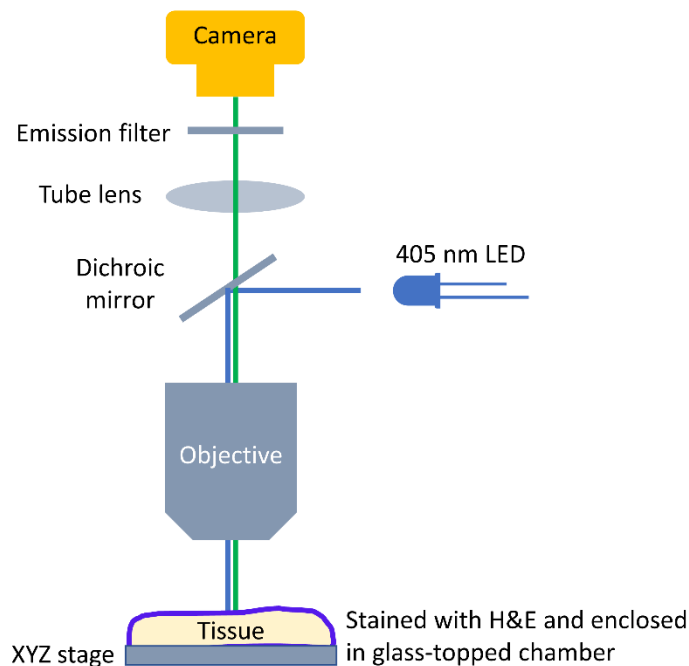 Camera
Emission filter
Tube lens
405 nm LED
Dichroic
mirror
Objective
Tissue
Stained with H&E and enclosed
in glass-topped chamber
XYZ stage